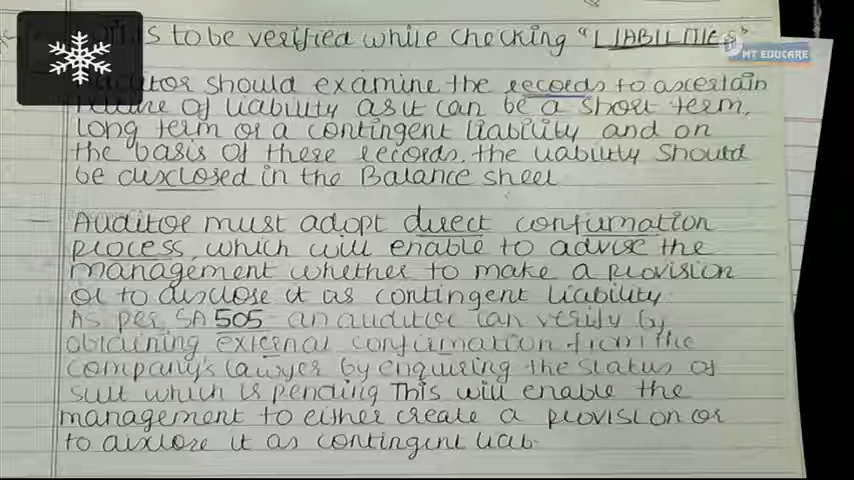 to be verified while checking "LIABILITIES"
MT EDUCARE
Auditor should examine the records to ascertain
nature of liability as it can be a short term,
long term or a contingent liability and on
the basis of these records, the liability should
be disclosed in the Balance sheet
— Auditor must adopt direct confirmation
process, which will enable to advise the
management whether to make a provision
or to disclose it as contingent liability.
As per SA 505 an auditor can verify by
obtaining external confirmation from the
company's lawyer by enquiring the status of
suit which is pending This will enable the
management to either create a provision or
to disclose it as contingent liab.